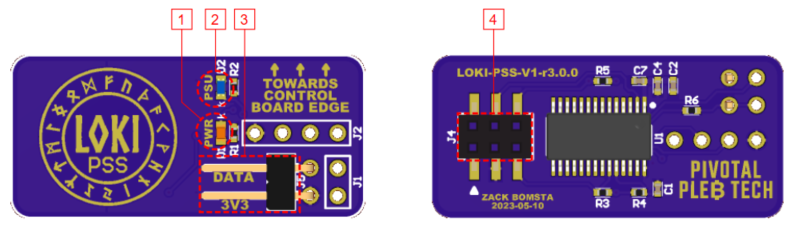 1
2
3
4
PSU
D2
R2
TOWARDS
CONTROL
BOARD EDGE
LOKI
PSS
PWR
D1
R1
J2
DATA
3V3
J5
J1
LOKI-PSS-V1-r3.0.0
R5
C7
C4
C2
R6
J4
U1
PIVOTAL
PLEB TECH
ZACK BOMSTA
2023-05-10
R3
R4
C1